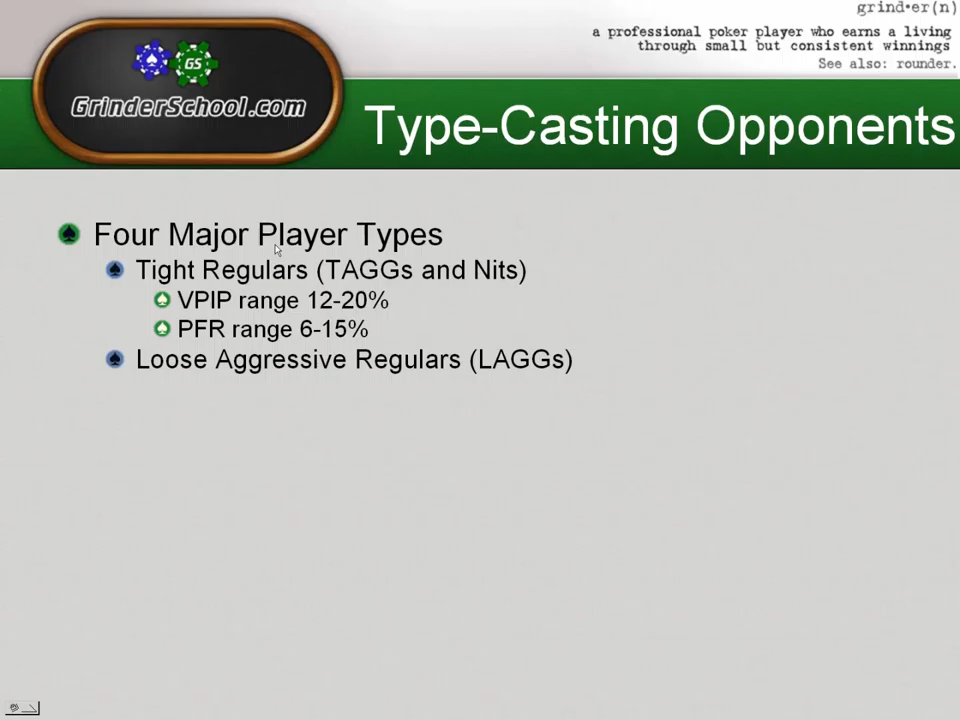 grind•er(n)
a professional poker player who earns a living
through small but consistent winnings
See also: rounder.
GS
GrinderSchool.com
Type-Casting Opponents
Four Major Player Types
Tight Regulars (TAGGs and Nits)
VPIP range 12-20%
PFR range 6-15%
Loose Aggressive Regulars (LAGGs)